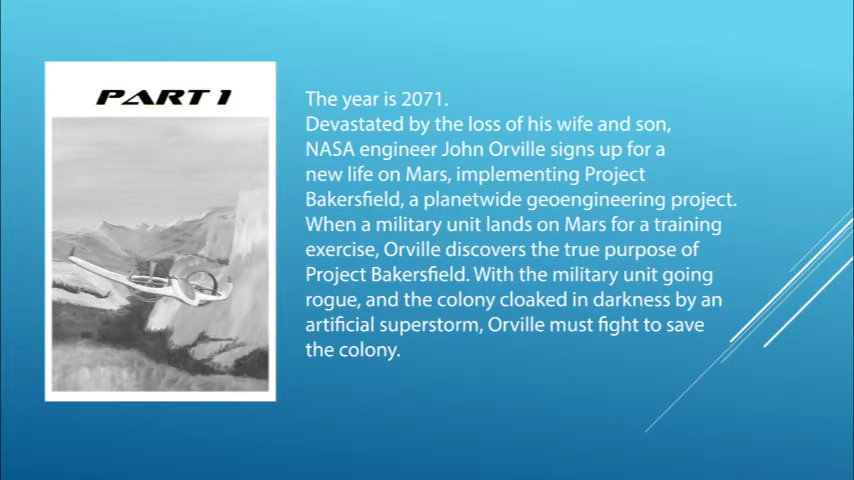 PART 1
The year is 2071.
Devastated by the loss of his wife and son,
NASA engineer John Orville signs up for a
new life on Mars, implementing Project
Bakersfield, a planetwide geoengineering project.
When a military unit lands on Mars for a training
exercise, Orville discovers the true purpose of
Project Bakersfield. With the military unit going
rogue, and the colony cloaked in darkness by an
artificial superstorm, Orville must fight to save
the colony.